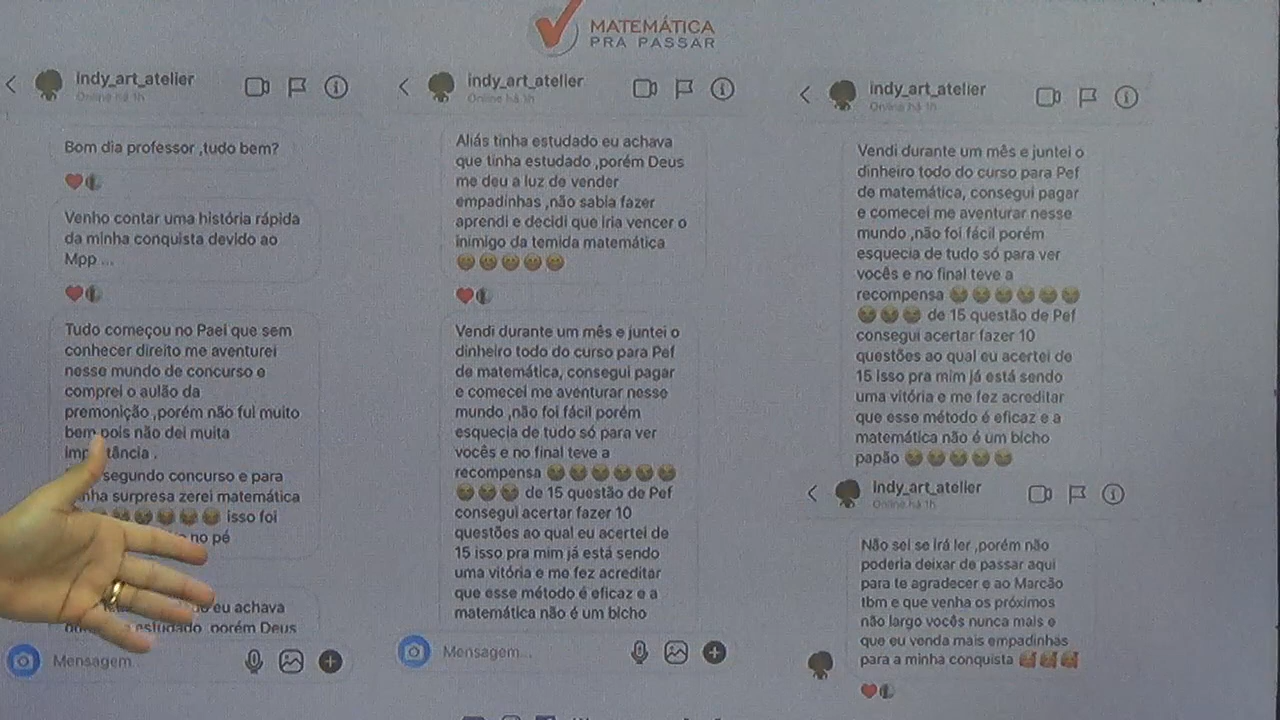 MATEMÁTICA
PRA PASSAR
indy_art_atelier
Online há 1h
Bom dia professor ,tudo bem?
Venho contar uma história rápida
da minha conquista devido ao
Mpp ...
Tudo começou no Paei que sem
conhecer direito me aventurei
nesse mundo de concurso e
comprei o aulão da
premonição ,porém não fui muito
bem pois não dei muita
segundo concurso e para
surpresa zerei matemática
isso foi
no pé
eu achava
estudado ,porém Deus
Mensagem...
indy_art_atelier
Online há 1h
Aliás tinha estudado eu achava
que tinha estudado ,porém Deus
me deu a luz de vender
empadinhas ,não sabia fazer
aprendi e decidi que iria vencer o
inimigo da temida matemática
😁😁😁😁😁
Vendi durante um mês e juntei o
dinheiro todo do curso para Pef
de matemática, consegui pagar
e comecei me aventurar nesse
mundo ,não foi fácil porém
esquecia de tudo só para ver
vocês e no final teve a
recompensa 😆😆😆😆😆😆
😆😆😆 de 15 questão de Pef
consegui acertar fazer 10
questões ao qual eu acertei de
15 isso pra mim já está sendo
uma vitória e me fez acreditar
que esse método é eficaz e a
matemática não é um bicho
Mensagem...
indy_art_atelier
Online há 1h
Vendi durante um mês e juntei o
dinheiro todo do curso para Pef
de matemática, consegui pagar
e comecei me aventurar nesse
mundo ,não foi fácil porém
esquecia de tudo só para ver
vocês e no final teve a
recompensa 😆😆😆😆😆😆
😆😆😆 de 15 questão de Pef
consegui acertar fazer 10
questões ao qual eu acertei de
15 isso pra mim já está sendo
uma vitória e me fez acreditar
que esse método é eficaz e a
matemática não é um bicho
papão 😆😆😆😆😆
indy_art_atelier
Online há 1h
Não sei se irá ler ,porém não
poderia deixar de passar aqui
para te agradecer e ao Marcão
tbm e que venha os próximos
não largo vocês nunca mais e
que eu venda mais empadinhas
para a minha conquista 🥰🥰🥰